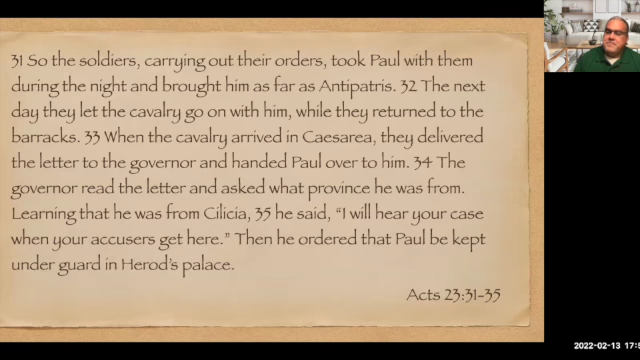 31 So the soldiers, carrying out their orders, took Paul with them
during the night and brought him as far as Antipatris. 32 The next
day they let the cavalry go on with him, while they returned to the
barracks. 33 When the cavalry arrived in Caesarea, they delivered
the letter to the governor and handed Paul over to him. 34 The
governor read the letter and asked what province he was from.
Learning that he was from Cilicia, 35 he said, “I will hear your case
when your accusers get here.” Then he ordered that Paul be kept
under guard in Herod’s palace.
Acts 23:31-35
2022-02-13 17:5